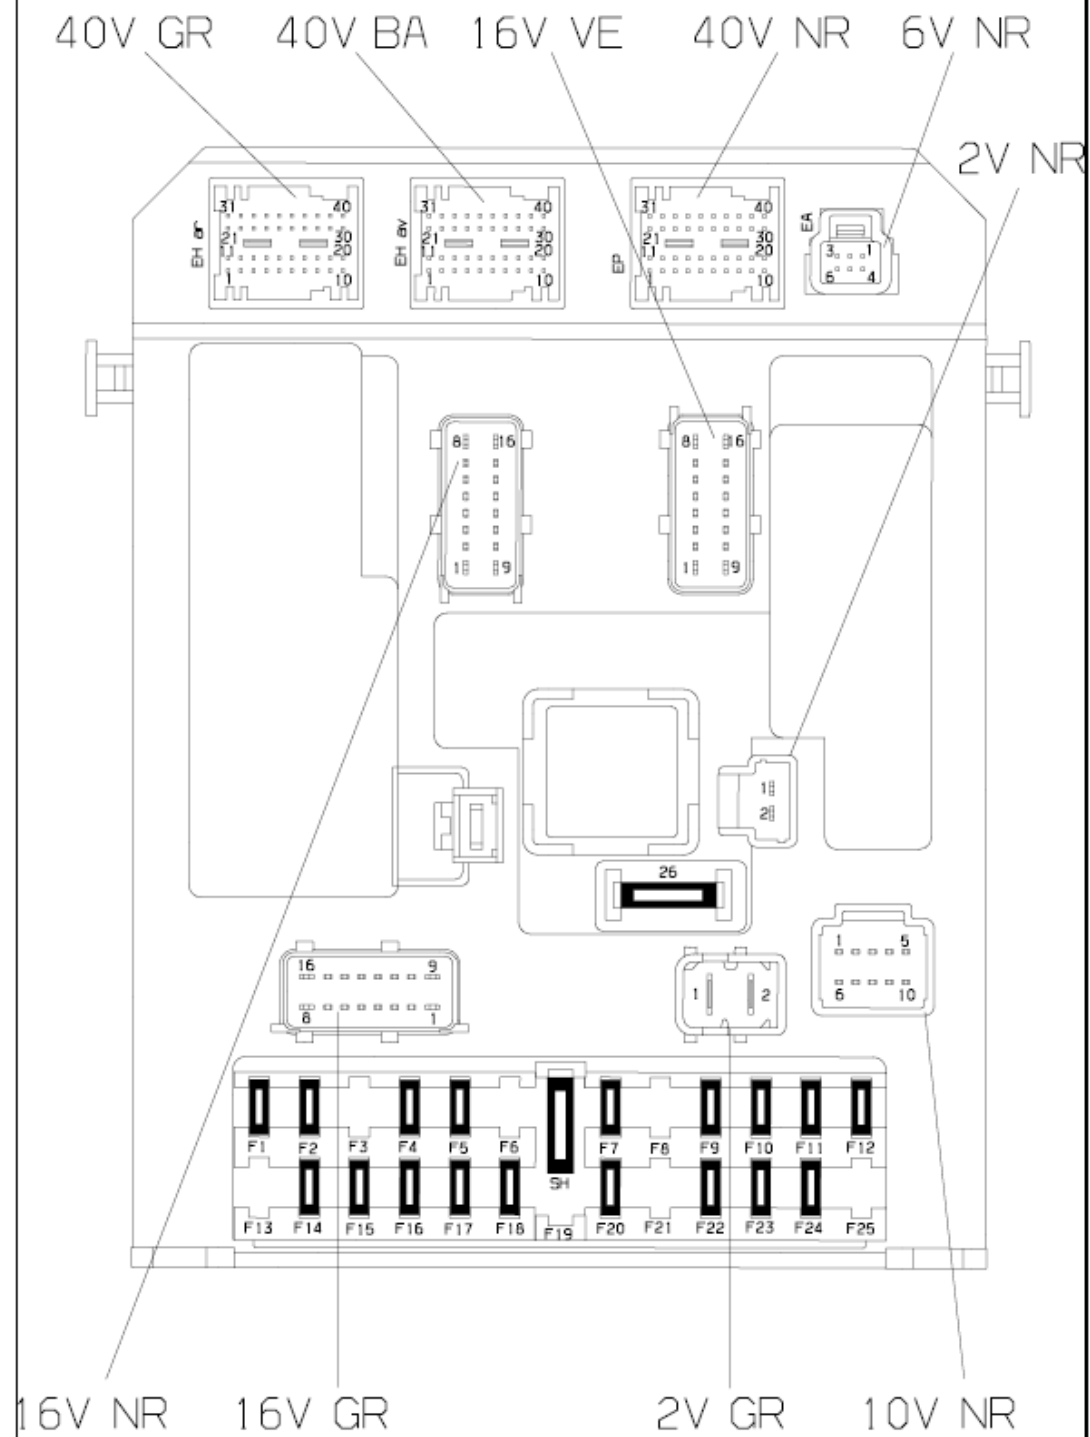 40V GR 40V BA 16V VE 40V NR 6V NR
2V NR
EH ar 31 40 21 30 11 20 1 10
EH av 31 40 21 30 11 20 1 10
EP 31 40 21 30 11 20 1 10
EA 3 1 6 4
8 16
1 9
8 16
1 9
1
2
26
16 9
8 1
1 2
1 5
6 10
F1 F2 F3 F4 F5 F6 F7 F8 F9 F10 F11 F12
SH
F13 F14 F15 F16 F17 F18 F19 F20 F21 F22 F23 F24 F25
16V NR 16V GR 2V GR 10V NR